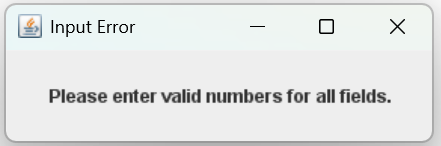 Input Error
Please enter valid numbers for all fields.